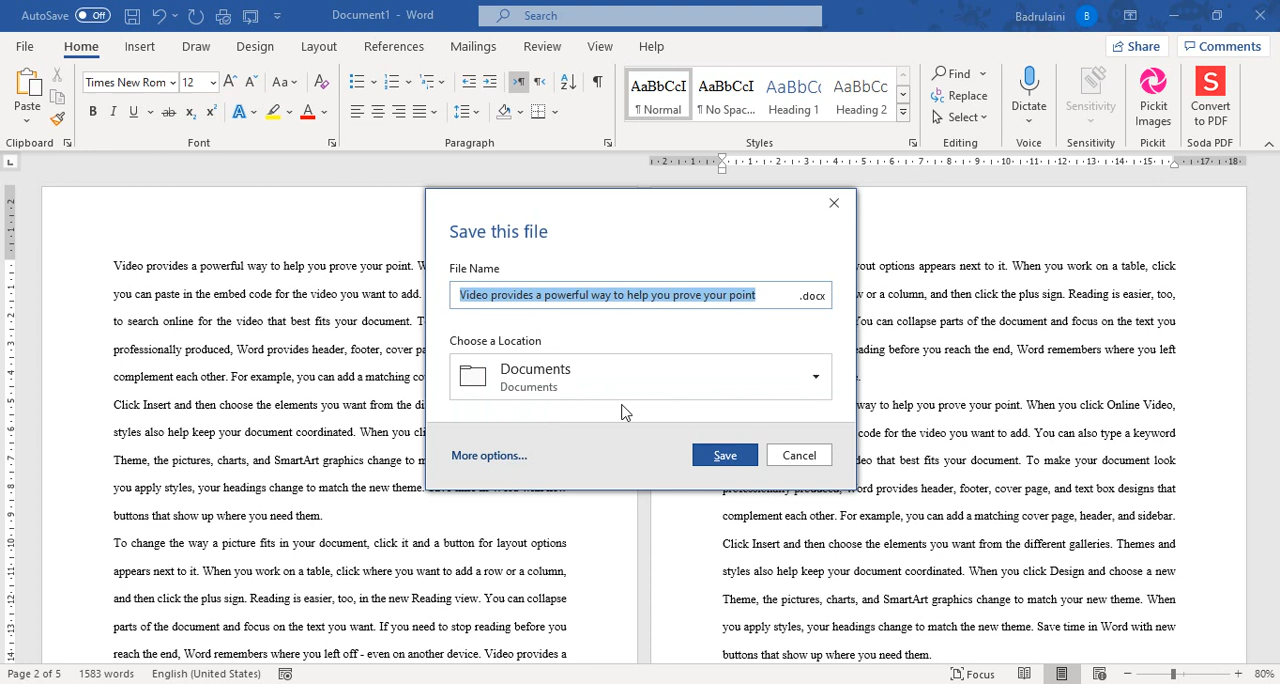 AutoSave Off Document1 - Word Search Badrulaini B
File Home Insert Draw Design Layout References Mailings Review View Help Share Comments
Paste Times New Rom 12 Aa AaBbCcI AaBbCcI AaBbCc AaBbCc Find Replace Select Dictate Sensitivity Pickit Images Convert to PDF
B I U ab x₂ x² A A ¶ Normal ¶ No Spac... Heading 1 Heading 2
Clipboard Font Paragraph Styles Editing Voice Sensitivity Pickit Soda PDF
Save this file
File Name
Video provides a powerful way to help you prove your point .docx
Choose a Location
Documents
Documents
More options... Save Cancel
Video provides a powerful way to help you prove your point. W
you can paste in the embed code for the video you want to add.
to search online for the video that best fits your document. T
professionally produced, Word provides header, footer, cover pa
complement each other. For example, you can add a matching co
Click Insert and then choose the elements you want from the di
styles also help keep your document coordinated. When you cli
Theme, the pictures, charts, and SmartArt graphics change to m
you apply styles, your headings change to match the new theme. Save time in Word with new
buttons that show up where you need them.
To change the way a picture fits in your document, click it and a button for layout options
appears next to it. When you work on a table, click where you want to add a row or a column,
and then click the plus sign. Reading is easier, too, in the new Reading view. You can collapse
parts of the document and focus on the text you want. If you need to stop reading before you
reach the end, Word remembers where you left off - even on another device. Video provides a
out options appears next to it. When you work on a table, click
w or a column, and then click the plus sign. Reading is easier, too,
You can collapse parts of the document and focus on the text you
eading before you reach the end, Word remembers where you left
e.
way to help you prove your point. When you click Online Video,
code for the video you want to add. You can also type a keyword
deo that best fits your document. To make your document look
professionally produced, Word provides header, footer, cover page, and text box designs that
complement each other. For example, you can add a matching cover page, header, and sidebar.
Click Insert and then choose the elements you want from the different galleries. Themes and
styles also help keep your document coordinated. When you click Design and choose a new
Theme, the pictures, charts, and SmartArt graphics change to match your new theme. When
you apply styles, your headings change to match the new theme. Save time in Word with new
buttons that show up where you need them.
Page 2 of 5 1583 words English (United States) Focus 80%